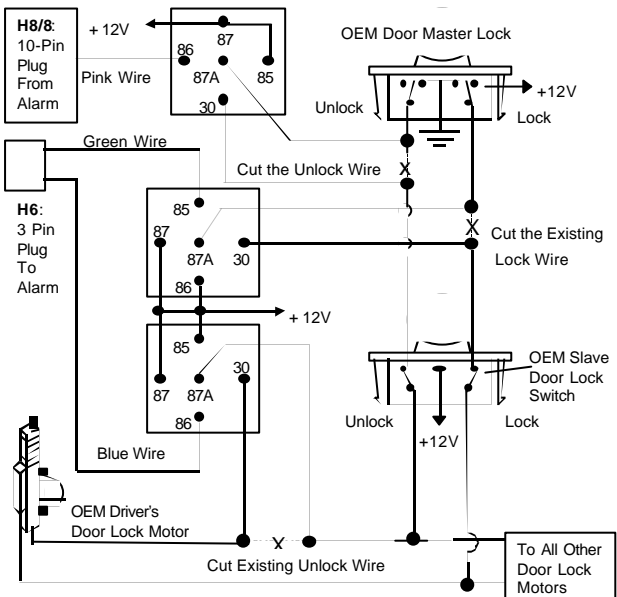 H8/8:
10-Pin
Plug
From
Alarm
+ 12V
86
87
87A
85
30
Pink Wire
OEM Door Master Lock
+12V
Unlock
Lock
Green Wire
Cut the Unlock Wire
X
H6:
3 Pin
Plug
To
Alarm
85
87
87A
30
86
X
Cut the Existing
Lock Wire
+ 12V
85
30
87
87A
86
OEM Slave
Door Lock
Switch
Unlock
Lock
+12V
Blue Wire
OEM Driver's
Door Lock Motor
X
Cut Existing Unlock Wire
To All Other
Door Lock
Motors